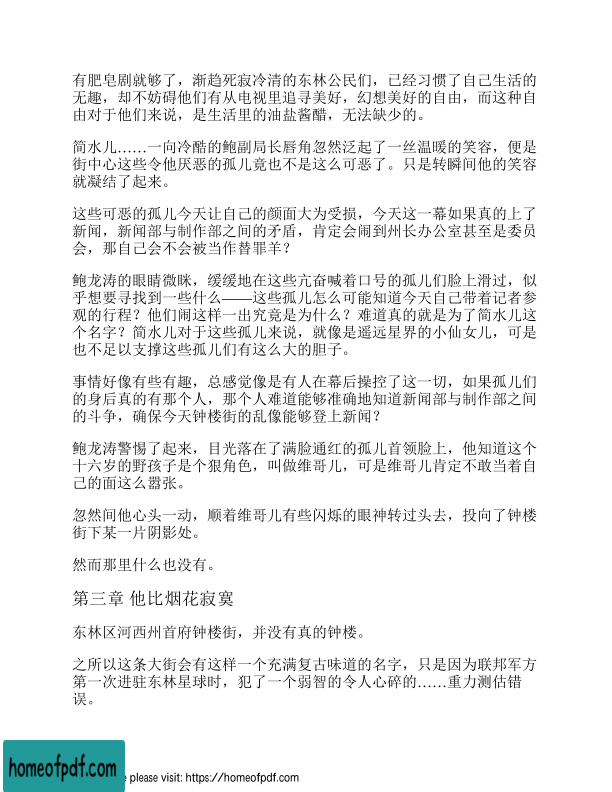 有肥皂剧就够了，渐趋死寂冷清的东林公民们，已经习惯了自己生活的
无趣，却不妨碍他们有从电视里追寻美好，幻想美好的自由，而这种自
由对于他们来说，是生活里的油盐酱醋，无法缺少的。
简水儿……一向冷酷的鲍副局长唇角忽然泛起了一丝温暖的笑容，便是
街中心这些令他厌恶的孤儿竟也不是这么可恶了。只是转瞬间他的笑容
就凝结了起来。
这些可恶的孤儿今天让自己的颜面大为受损，今天这一幕如果真的上了
新闻，新闻部与制作部之间的矛盾，肯定会闹到州长办公室甚至是委员
会，那自己会不会被当作替罪羊？
鲍龙涛的眼睛微眯，缓缓地在这些亢奋喊着口号的孤儿们脸上滑过，似
乎想要寻找到一些什么——这些孤儿怎么可能知道今天自己带着记者参
观的行程？他们闹这样一出究竟是为什么？难道真的就是为了简水儿这
个名字？简水儿对于这些孤儿来说，就像是遥远星界的小仙女儿，可是
也不足以支撑这些孤儿们有这么大的胆子。
事情好像有些有趣，总感觉像是有人在幕后操控了这一切，如果孤儿们
的身后真的有那个人，那个人难道能够准确地知道新闻部与制作部之间
的斗争，确保今天钟楼街的乱像能够登上新闻？
鲍龙涛警惕了起来，目光落在了满脸通红的孤儿首领脸上，他知道这个
十六岁的野孩子是个狠角色，叫做维哥儿，可是维哥儿肯定不敢当着自
己的面这么嚣张。
忽然间他心头一动，顺着维哥儿有些闪烁的眼神转过头去，投向了钟楼
街下某一片阴影处。
然而那里什么也没有。
第三章 他比烟花寂寞
东林区河西州首府钟楼街，并没有真的钟楼。
之所以这条大街会有这样一个充满复古味道的名字，只是因为联邦军方
第一次进驻东林星球时，犯了一个弱智的令人心碎的……重力测估错
误。
homeofpdf.com
e please visit: https://homeofpdf.com